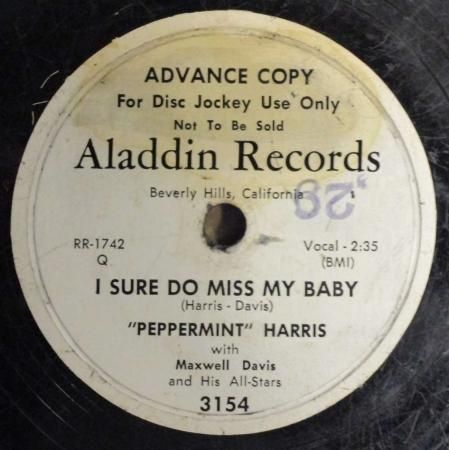 ADVANCE COPY
For Disc Jockey Use Only
Not To Be Sold
Aladdin Records
Beverly Hills, California
.29
RR-1742
Q
Vocal - 2:35
(BMI)
I SURE DO MISS MY BABY
(Harris - Davis)
"PEPPERMINT" HARRIS
with
Maxwell Davis
and His All-Stars
3154